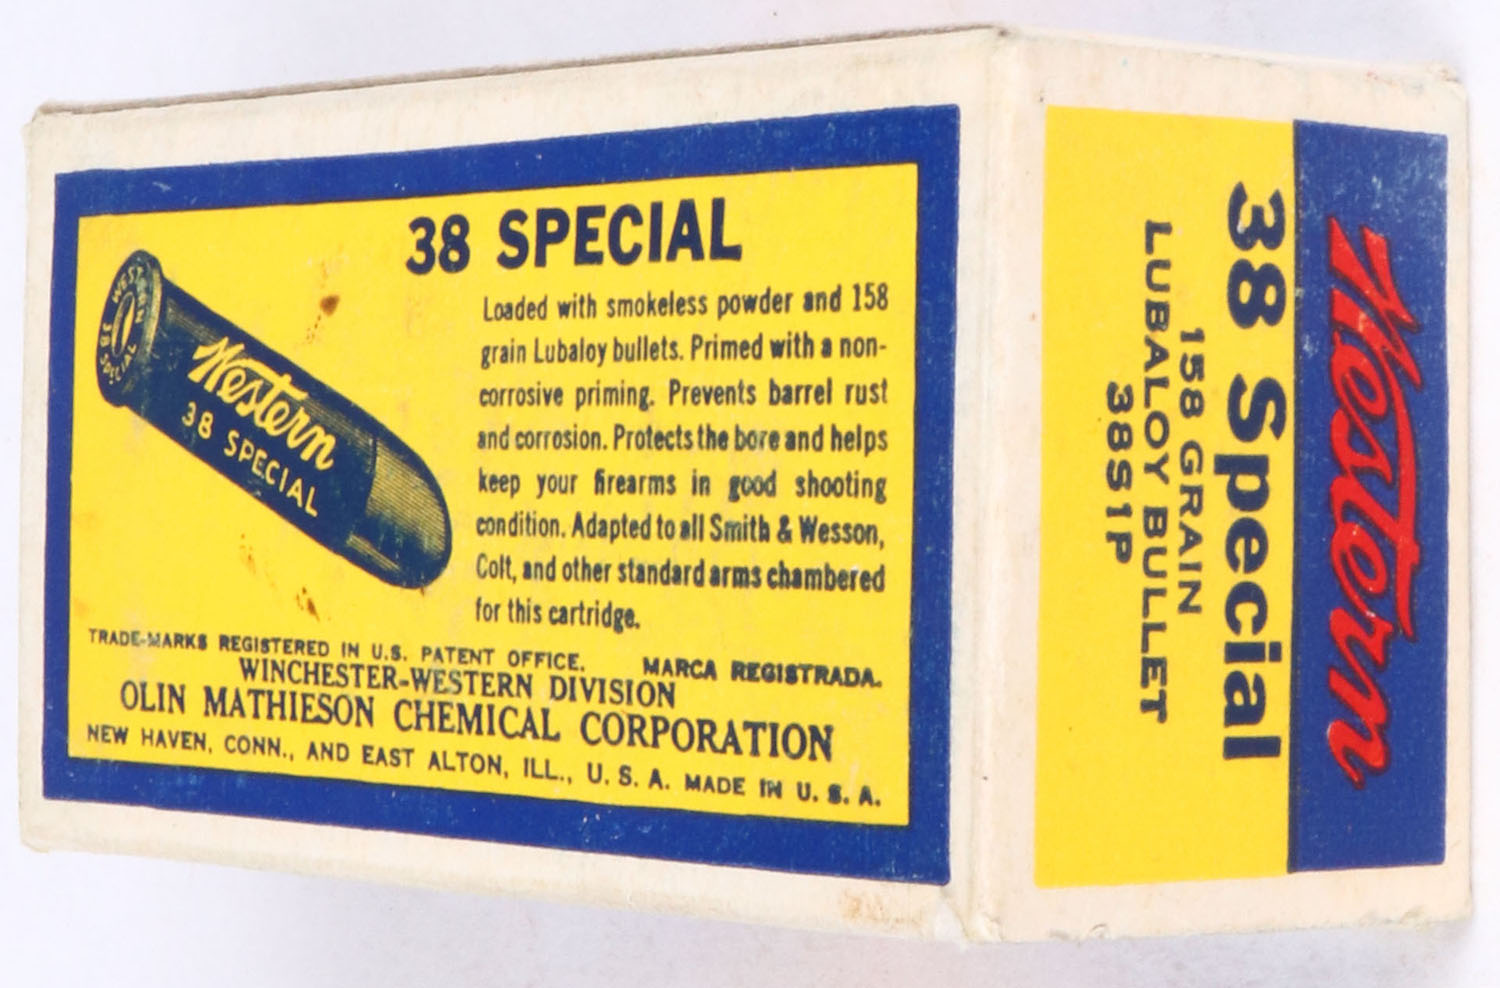 38 SPECIAL
WESTERN
38 SPECIAL
Western
38 SPECIAL
Loaded with smokeless powder and 158
grain Lubaloy bullets. Primed with a non-
corrosive priming. Prevents barrel rust
and corrosion. Protects the bore and helps
keep your firearms in good shooting
condition. Adapted to all Smith & Wesson,
Colt, and other standard arms chambered
for this cartridge.
TRADE-MARKS REGISTERED IN U.S. PATENT OFFICE. MARCA REGISTRADA.
WINCHESTER-WESTERN DIVISION
OLIN MATHIESON CHEMICAL CORPORATION
NEW HAVEN, CONN., AND EAST ALTON, ILL., U. S. A. MADE IN U. S. A.
Western
38 Special
158 GRAIN
LUBALOY BULLET
38S1P